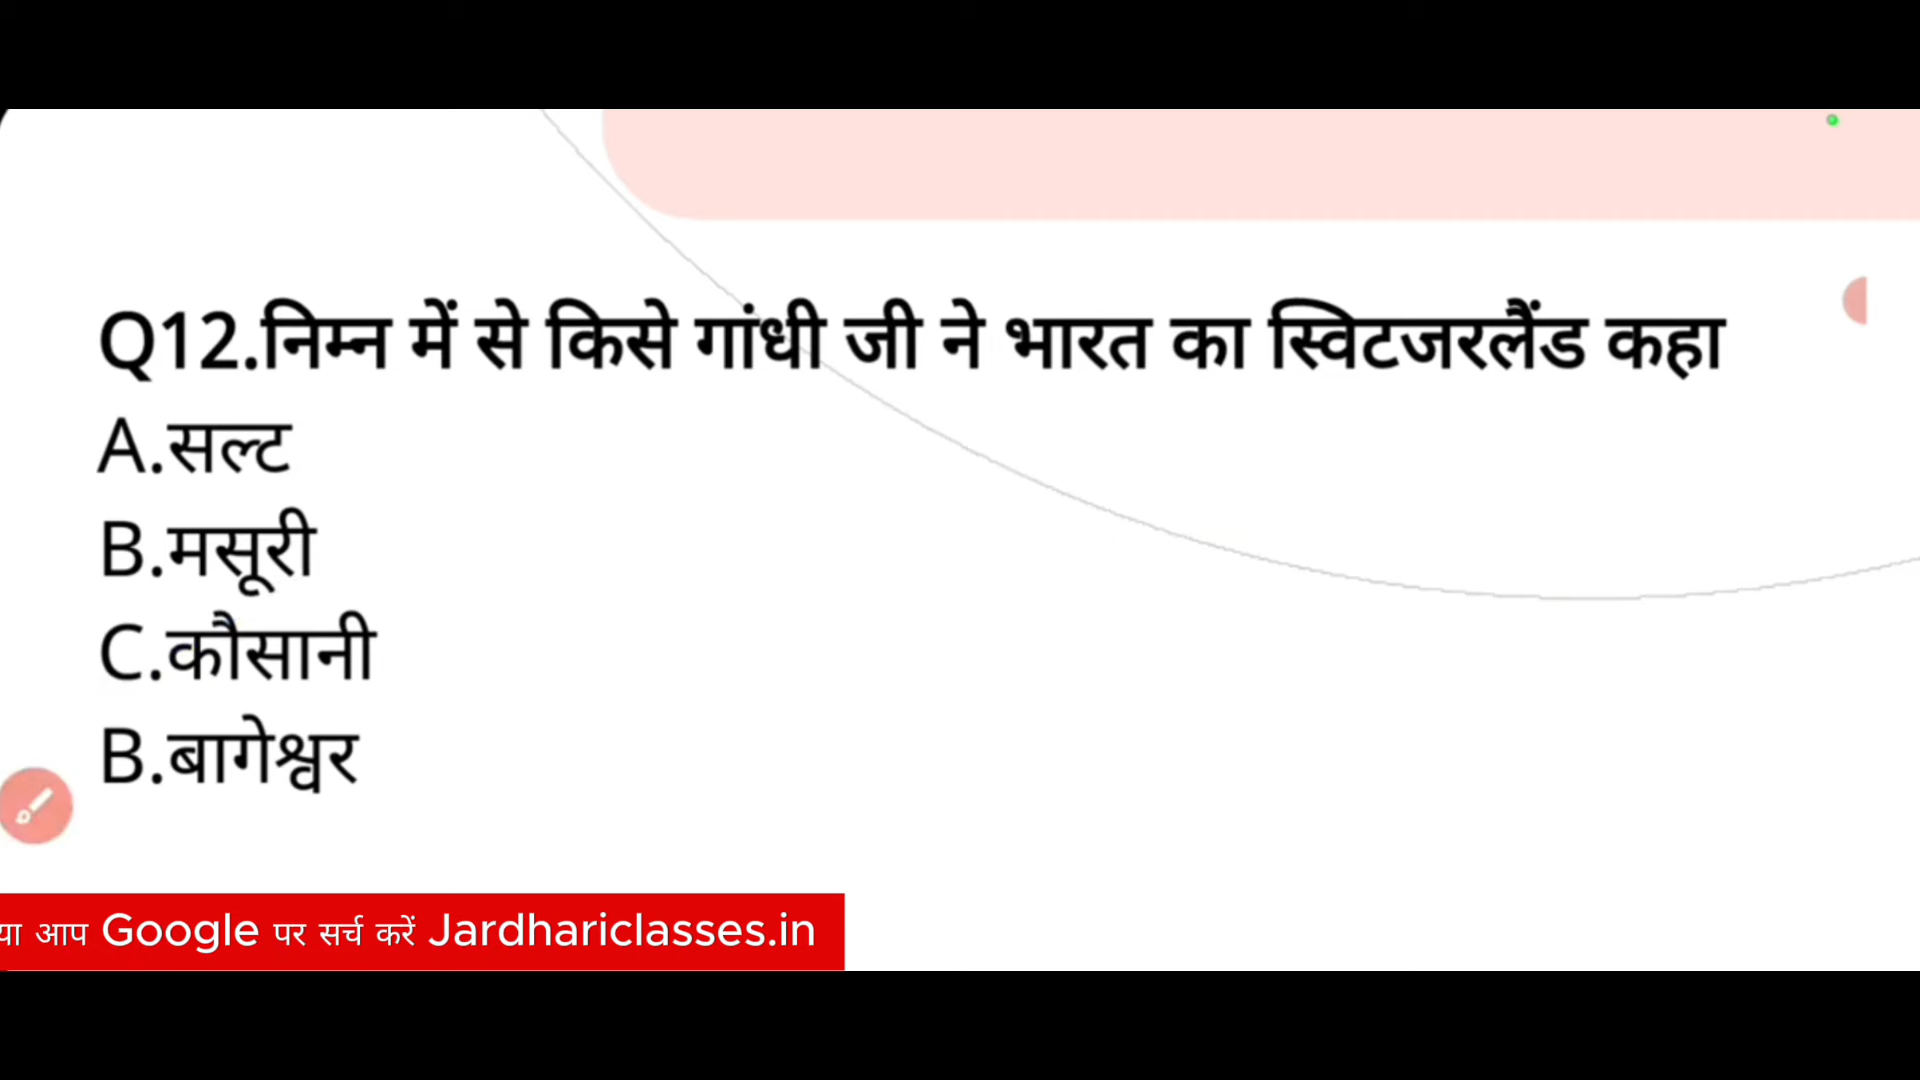 Q12.निम्न में से किसे गांधी जी ने भारत का स्विटजरलैंड कहा
A.सल्ट
B.मसूरी
C.कौसानी
B.बागेश्वर
या आप Google पर सर्च करें Jardhariclasses.in